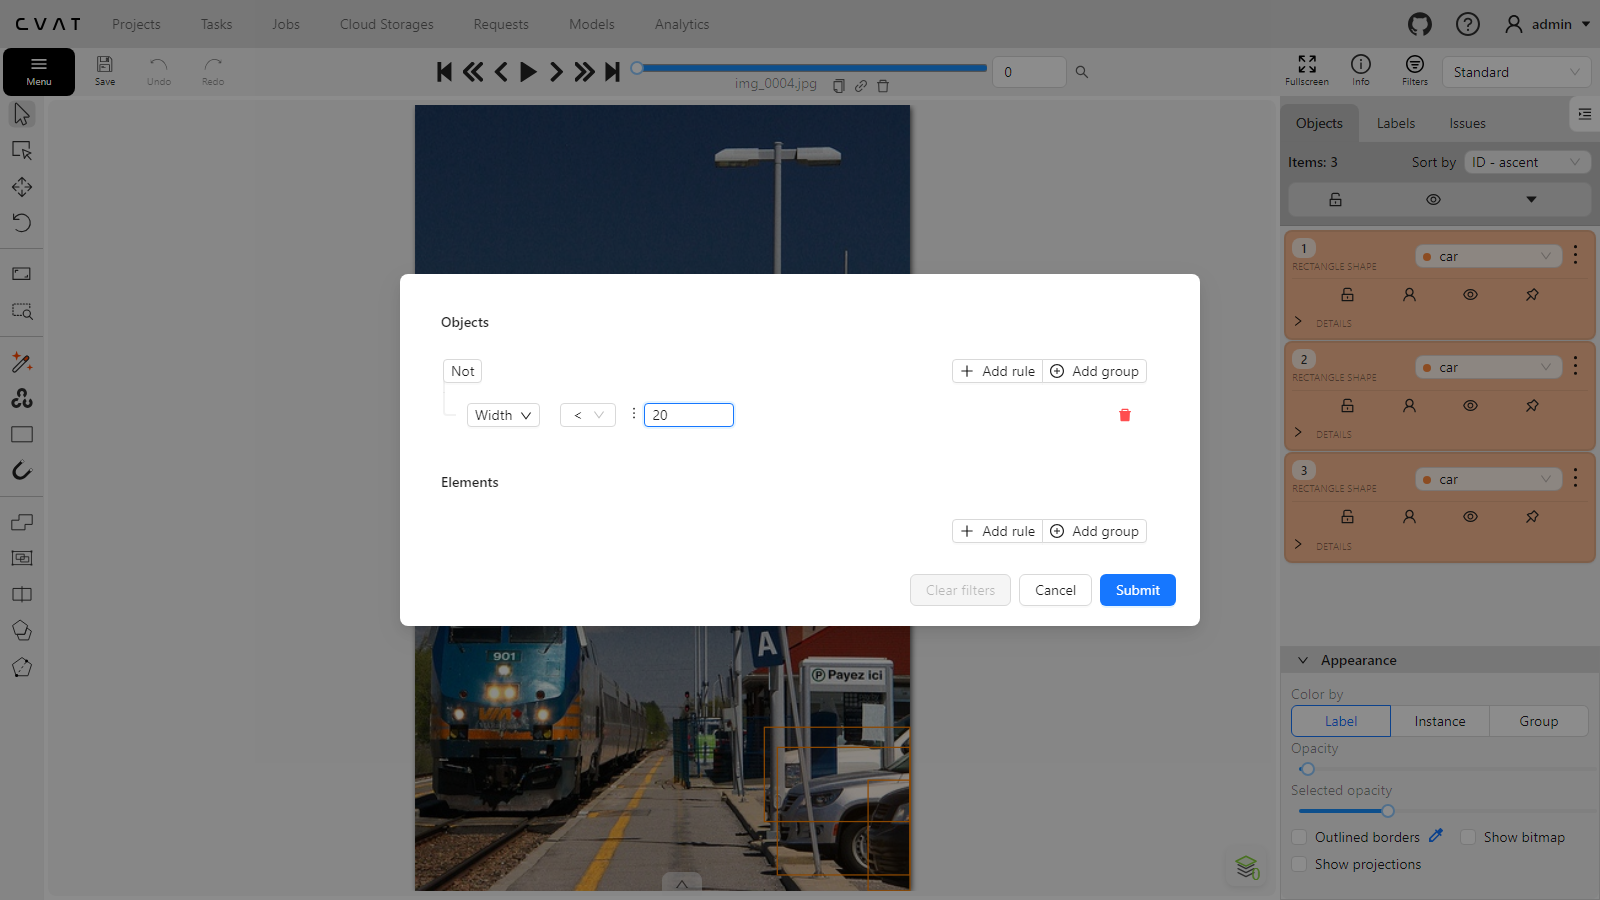 CVAT
Projects
Tasks
Jobs
Cloud Storages
Requests
Models
Analytics
admin
Menu
Save
Undo
Redo
img_0004.jpg
0
Fullscreen
Info
Filters
Standard
Objects
Labels
Issues
Items: 3
Sort by
ID - ascent
1
RECTANGLE SHAPE
car
DETAILS
2
RECTANGLE SHAPE
car
DETAILS
3
RECTANGLE SHAPE
car
DETAILS
Objects
Not
Add rule
Add group
Width
<
20
Elements
Add rule
Add group
Clear filters
Cancel
Submit
901
A
P Payez ici
Appearance
Color by
Label
Instance
Group
Opacity
Selected opacity
Outlined borders
Show bitmap
Show projections
0